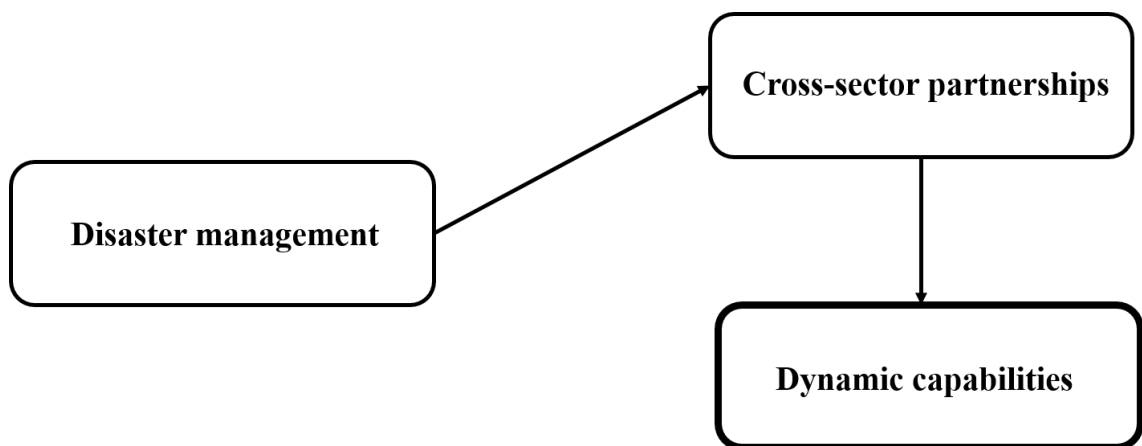 Cross-sector partnerships
Disaster management
Dynamic capabilities